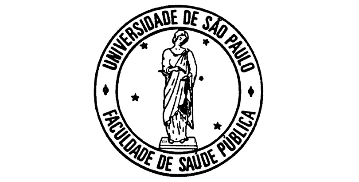 UNIVERSIDADE DE SÃO PAULO
FACULDADE DE SAÚDE PÚBLICA